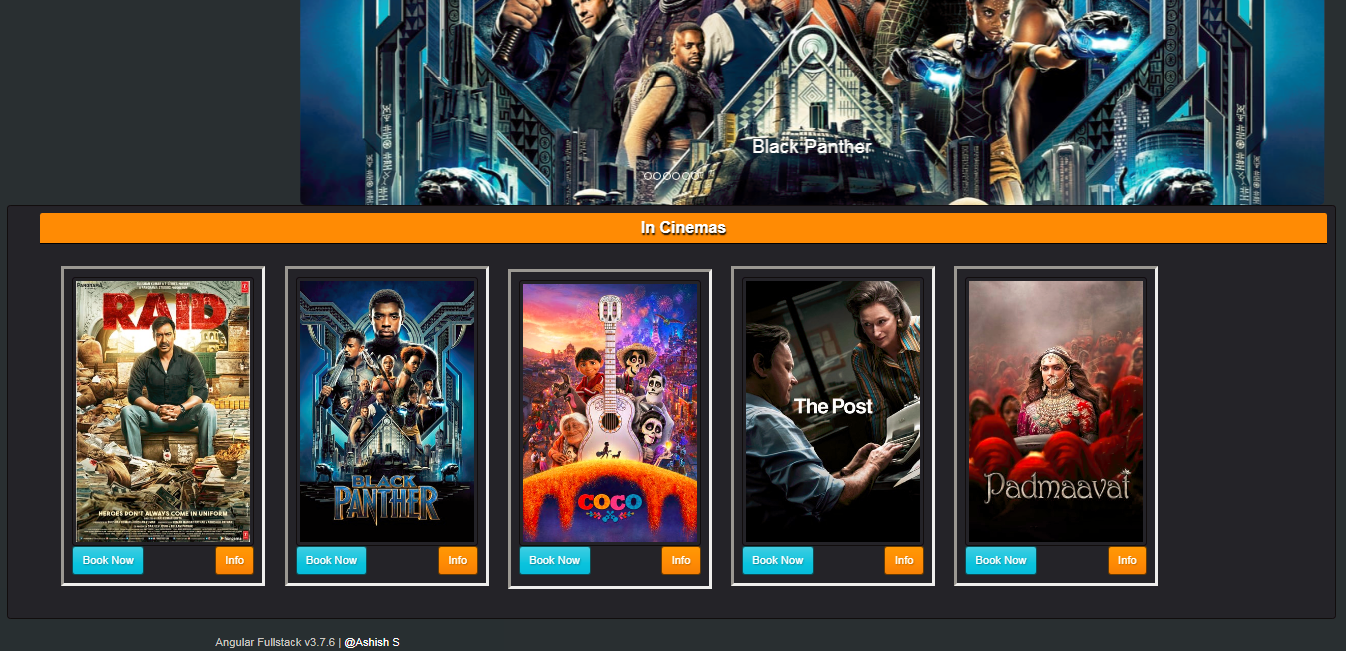 Black Panther
In Cinemas
PANORAMA
RAID
HEROES DON'T ALWAYS COME IN UNIFORM
BLACK
PANTHER
COCO
The Post
Padmaavat
Book Now
Info
Book Now
Info
Book Now
Info
Book Now
Info
Book Now
Info
Angular Fullstack v3.7.6 | @Ashish S